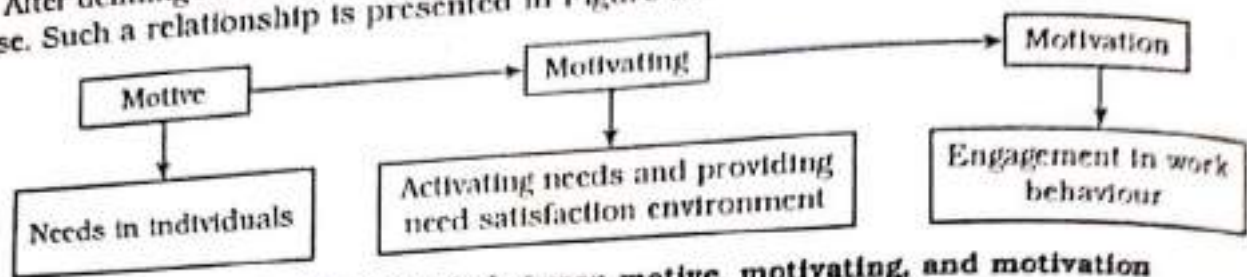 After
se. Such a relationship is presented in
Motive
Motivating
Motivation
Needs in individuals
Activating needs and providing
need satisfaction environment
Engagement in work
behaviour
motive, motivating, and motivation